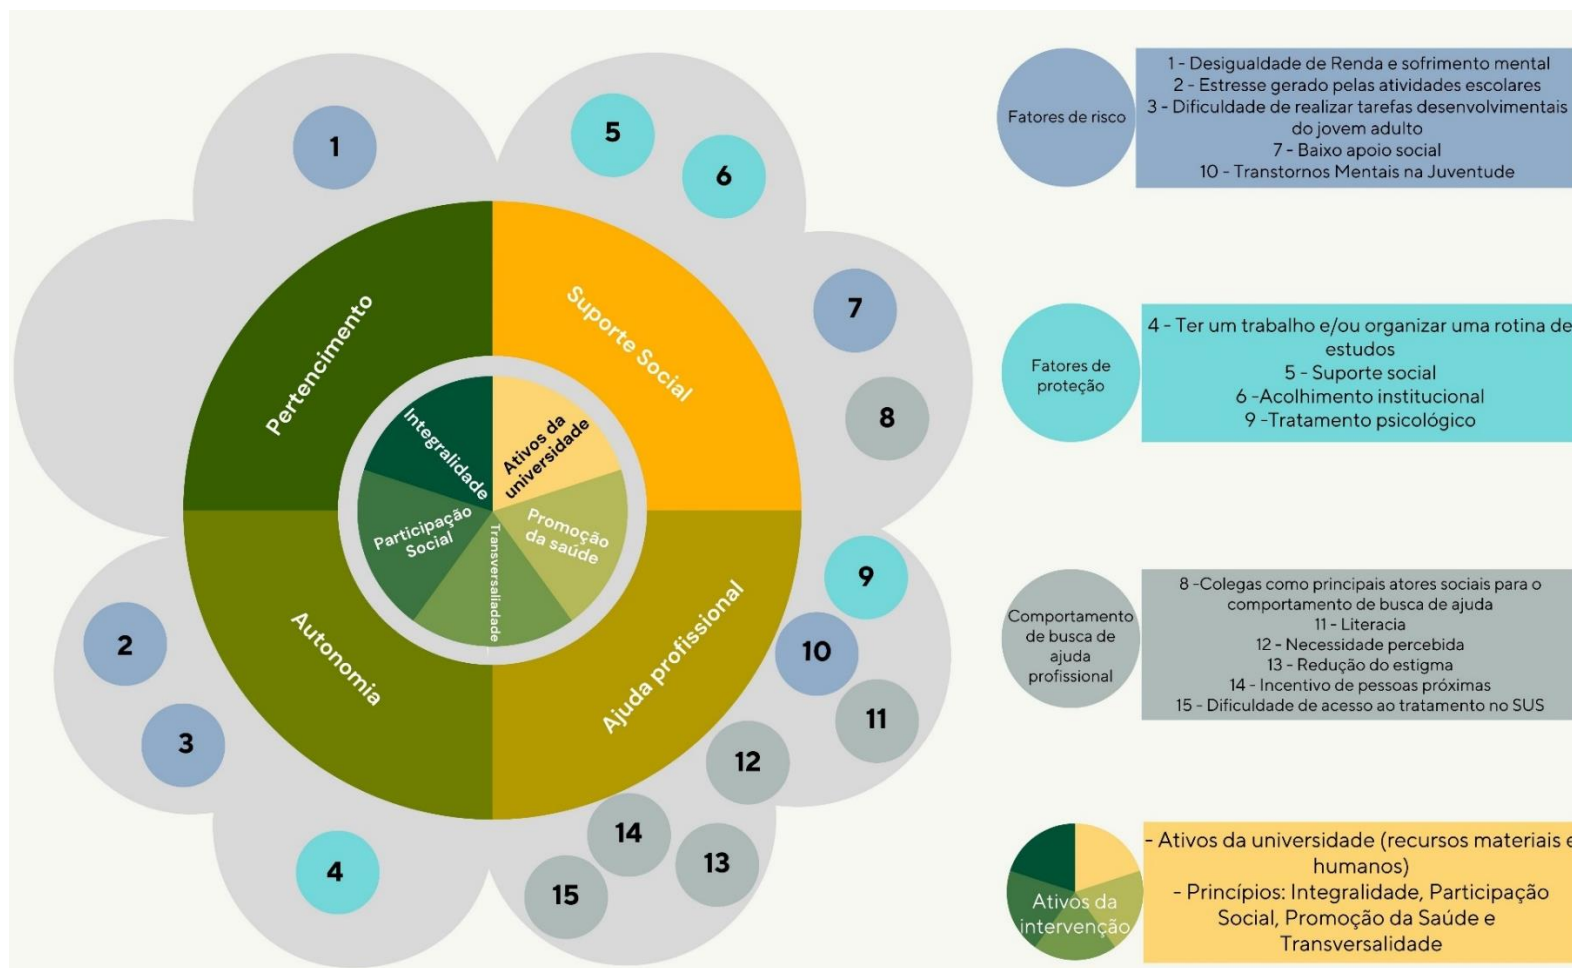 1
5
6
7
8
9
10
11
12
13
14
15
4
3
2
Pertencimento
Suporte Social
Ajuda profissional
Autonomia
Integralidade
Ativos da
universidade
Promoção
da saúde
Transversaliadade
Participação
Social
Fatores de risco
1 - Desigualdade de Renda e sofrimento mental
2 - Estresse gerado pelas atividades escolares
3 - Dificuldade de realizar tarefas desenvolvimentais
do jovem adulto
7 - Baixo apoio social
10 - Transtornos Mentais na Juventude
Fatores de
proteção
4 - Ter um trabalho e/ou organizar uma rotina de
estudos
5 - Suporte social
6 -Acolhimento institucional
9 -Tratamento psicológico
Comportamento
de busca de
ajuda
profissional
8 -Colegas como principais atores sociais para o
comportamento de busca de ajuda
11 - Literacia
12 - Necessidade percebida
13 - Redução do estigma
14 - Incentivo de pessoas próximas
15 - Dificuldade de acesso ao tratamento no SUS
Ativos da
intervenção
- Ativos da universidade (recursos materiais e
humanos)
- Princípios: Integralidade, Participação
Social, Promoção da Saúde e
Transversalidade